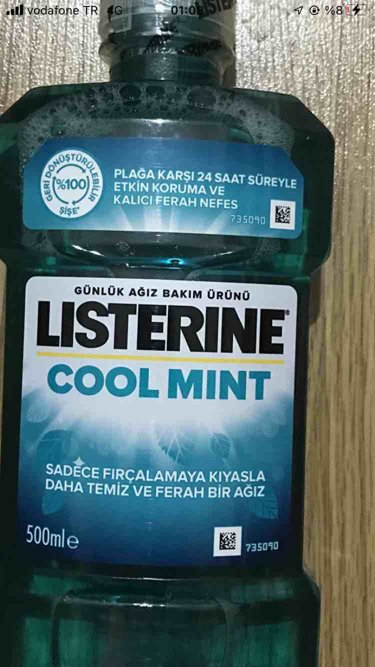 vodafone TR 4G 01:08 %8
GERİ DÖNÜŞTÜRÜLEBİLİR
%100
ŞİŞE*
PLAĞA KARŞI 24 SAAT SÜREYLE
ETKİN KORUMA VE
KALICI FERAH NEFES
735090
GÜNLÜK AĞIZ BAKIM ÜRÜNÜ
LISTERINE®
COOL MINT
SADECE FIRÇALAMAYA KIYASLA
DAHA TEMİZ VE FERAH BİR AĞIZ
500ml e
735090